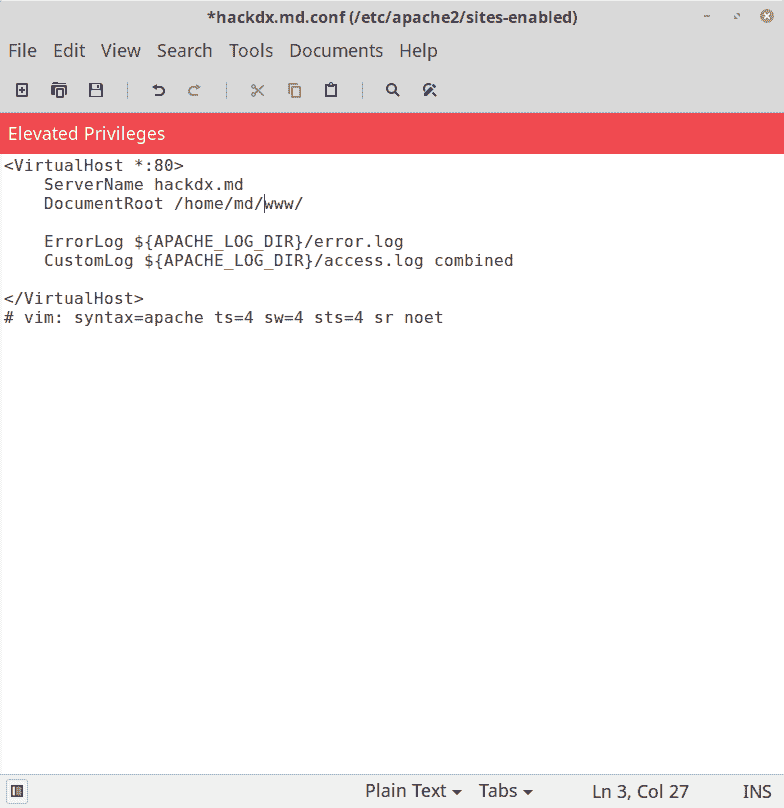 *hackdx.md.conf (/etc/apache2/sites-enabled)
File Edit View Search Tools Documents Help
Elevated Privileges
<VirtualHost *:80>
    ServerName hackdx.md
    DocumentRoot /home/md/www/
    ErrorLog ${APACHE_LOG_DIR}/error.log
    CustomLog ${APACHE_LOG_DIR}/access.log combined
</VirtualHost>
# vim: syntax=apache ts=4 sw=4 sts=4 sr noet
Plain Text Tabs Ln 3, Col 27 INS